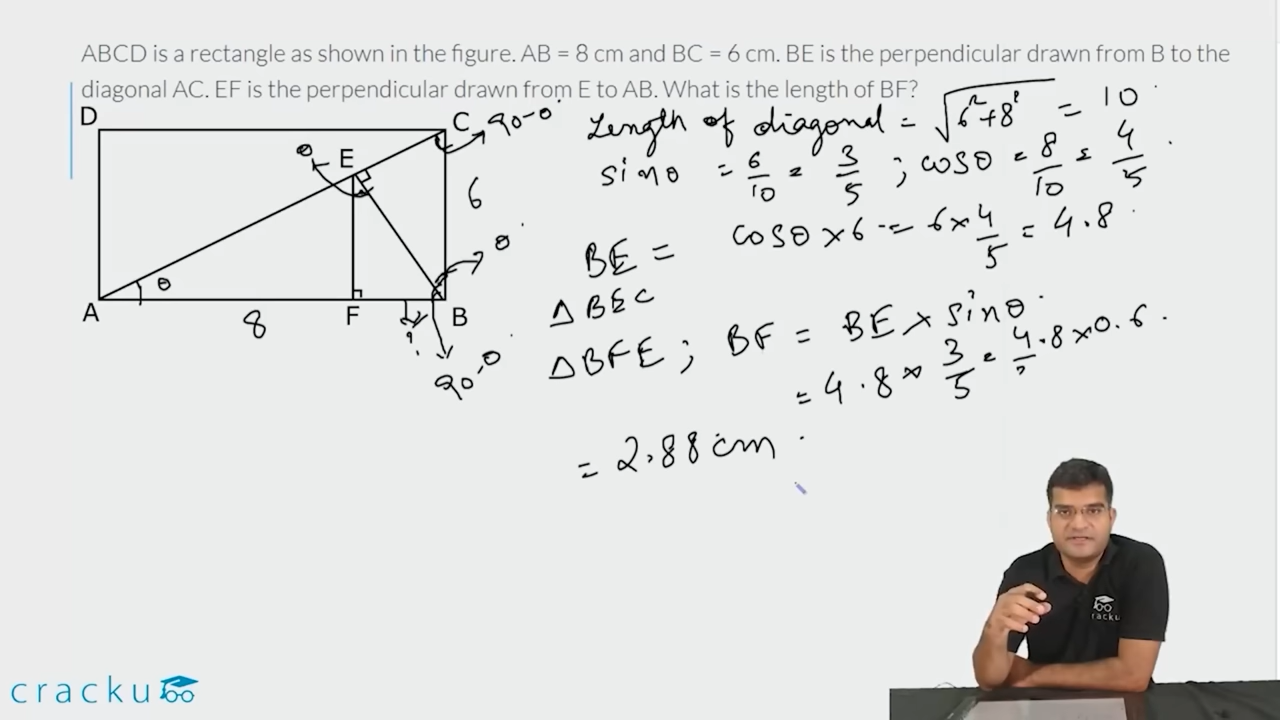 ABCD is a rectangle as shown in the figure. AB = 8 cm and BC = 6 cm. BE is the perpendicular drawn from B to the
diagonal AC. EF is the perpendicular drawn from E to AB. What is the length of BF?
D
C
90-θ
Length of diagonal = √6²+8² = 10
θ
E
sinθ = 6/10 = 3/5 ; cosθ = 8/10 = 4/5
6
BE = cosθ×6 = 6×4/5 = 4.8
θ
θ
A
F
B
8
?
90-θ
△BEC
△BFE ; BF = BE × sinθ
= 4.8 × 3/5 = 4.8×0.6
= 2.88 cm
cracku
cracku